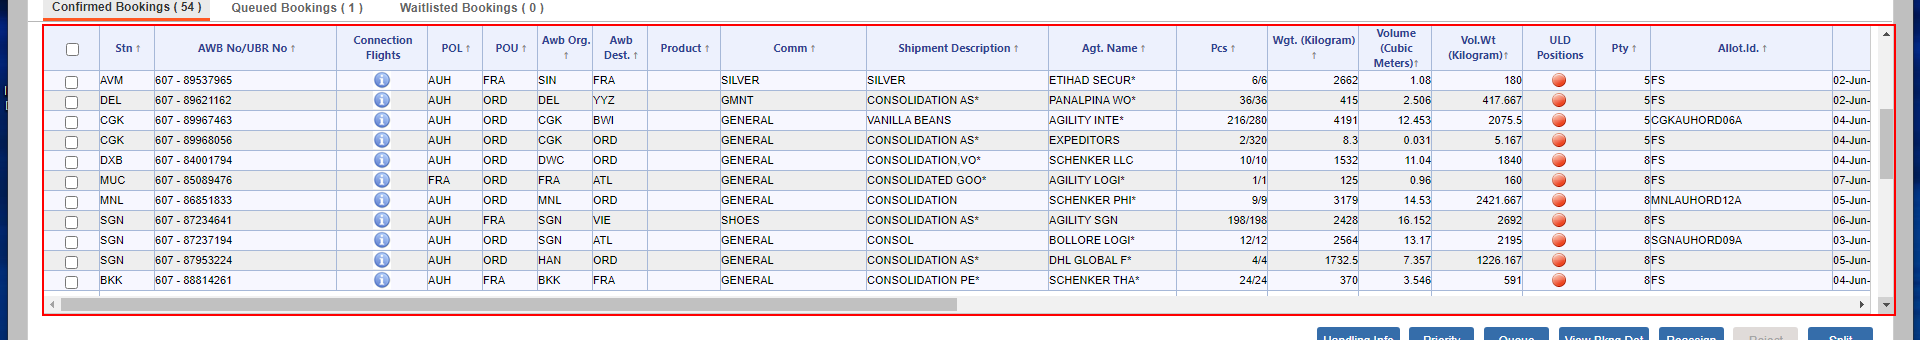 Confirmed Bookings ( 54 ) Queued Bookings ( 1 ) Waitlisted Bookings ( 0 )
Stn ↑ AWB No/UBR No ↑ Connection Flights POL ↑ POU ↑ Awb Org. ↑ Awb Dest. ↑ Product ↑ Comm ↑ Shipment Description ↑ Agt. Name ↑ Pcs ↑ Wgt. (Kilogram) ↑ Volume (Cubic Meters)↑ Vol.Wt (Kilogram)↑ ULD Positions Pty ↑ Allot.Id. ↑
AVM 607 - 89537965 i AUH FRA SIN FRA SILVER SILVER ETIHAD SECUR* 6/6 2662 1.08 180 5 FS 02-Jun-
DEL 607 - 89621162 i AUH ORD DEL YYZ GMNT CONSOLIDATION AS* PANALPINA WO* 36/36 415 2.506 417.667 5 FS 02-Jun-
CGK 607 - 89967463 i AUH ORD CGK BWI GENERAL VANILLA BEANS AGILITY INTE* 216/280 4191 12.453 2075.5 5 CGKAUHORD06A 04-Jun-
CGK 607 - 89968056 i AUH ORD CGK ORD GENERAL CONSOLIDATION AS* EXPEDITORS 2/320 8.3 0.031 5.167 5 FS 04-Jun-
DXB 607 - 84001794 i AUH ORD DWC ORD GENERAL CONSOLIDATION,VO* SCHENKER LLC 10/10 1532 11.04 1840 8 FS 04-Jun-
MUC 607 - 85089476 i FRA ORD FRA ATL GENERAL CONSOLIDATED GOO* AGILITY LOGI* 1/1 125 0.96 160 8 FS 07-Jun-
MNL 607 - 86851833 i AUH ORD MNL ORD GENERAL CONSOLIDATION SCHENKER PHI* 9/9 3179 14.53 2421.667 8 MNLAUHORD12A 05-Jun-
SGN 607 - 87234641 i AUH FRA SGN VIE SHOES CONSOLIDATION AS* AGILITY SGN 198/198 2428 16.152 2692 8 FS 06-Jun-
SGN 607 - 87237194 i AUH ORD SGN ATL GENERAL CONSOL BOLLORE LOGI* 12/12 2564 13.17 2195 8 SGNAUHORD09A 03-Jun-
SGN 607 - 87953224 i AUH ORD HAN ORD GENERAL CONSOLIDATION AS* DHL GLOBAL F* 4/4 1732.5 7.357 1226.167 8 FS 05-Jun-
BKK 607 - 88814261 i AUH FRA BKK FRA GENERAL CONSOLIDATION PE* SCHENKER THA* 24/24 370 3.546 591 8 FS 04-Jun-
Handling Info Priority Queue View Pkng Det Reassign Reject Split